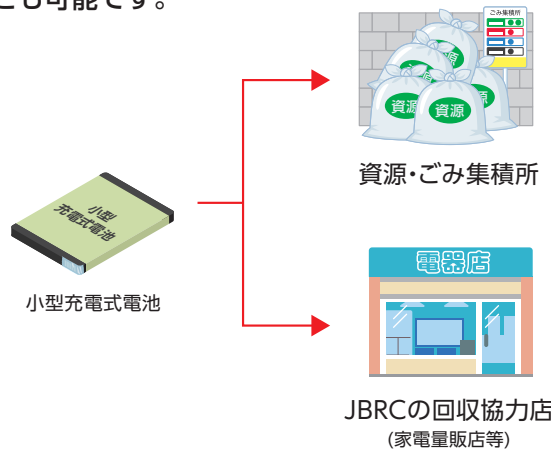 ことも可能です。
ごみ集積所
資源
資源
資源
資源・ごみ集積所
小型
充電式電池
小型充電式電池
電器店
JBRCの回収協力店
(家電量販店等)